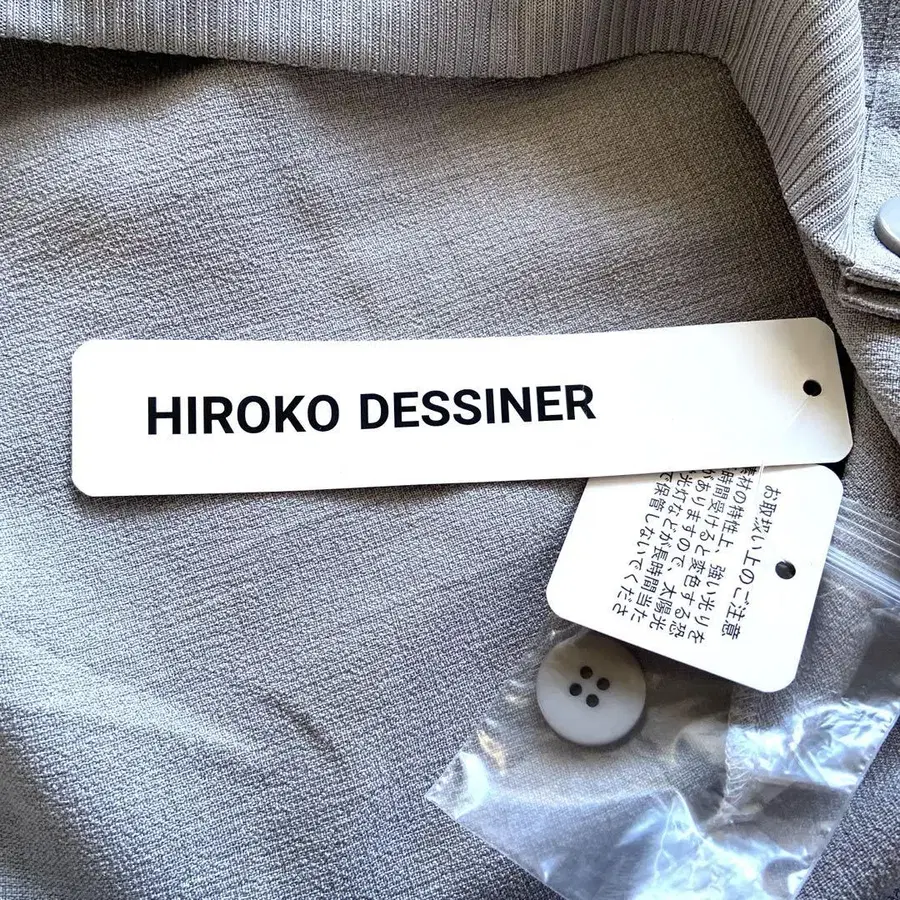 HIROKO DESSINER
お取扱い上のご注意
素材の特性上、強い光りを
時間受けると変色する恐
がありますので、太陽光
光灯などが長時間当た
で保管しないでくださ